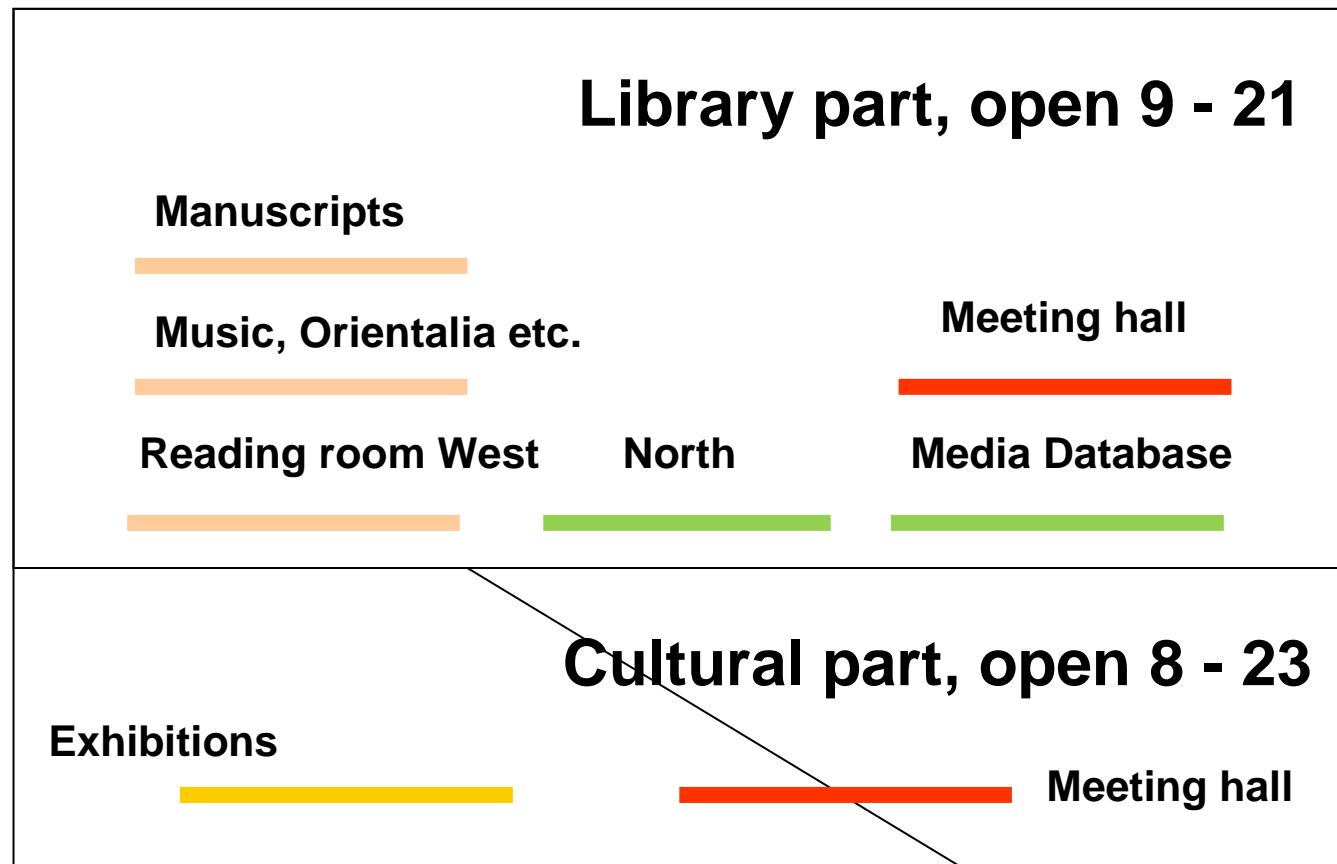 Library part, open 9 - 21
Manuscripts
Music, Orientalia etc.
Meeting hall
Reading room West
North
Media Database
Cultural part, open 8 - 23
Exhibitions
Meeting hall